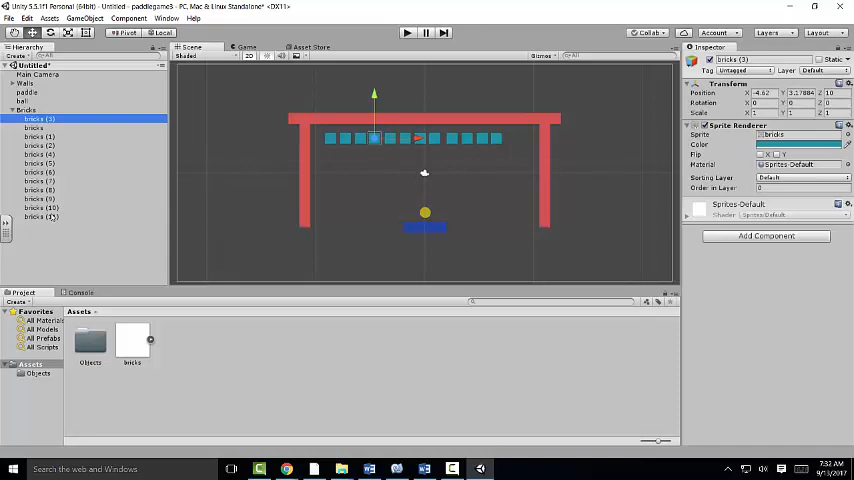 Unity 5.5.1f1 Personal (64bit) - Untitled - paddlegame3 - PC, Mac & Linux Standalone* <DX11>
File Edit Assets GameObject Component Window Help
Pivot Local Collab Account Layers Layout
Hierarchy Scene Game Asset Store Inspector
Create All Shaded 2D Gizmos All bricks (3) Static
Untitled* Tag Untagged Layer Default
Main Camera
Walls Transform
paddle Position X -4.62 Y 3.17884 Z 10
ball Rotation X 0 Y 0 Z 0
Bricks Scale X 1 Y 1 Z 1
bricks (3) Sprite Renderer
bricks Sprite bricks
bricks (1) Color
bricks (2) Flip X Y
bricks (4) Material Sprites-Default
bricks (5) Sorting Layer Default
bricks (6) Order in Layer 0
bricks (7)
bricks (8) Sprites-Default
bricks (9) Shader Sprites/Default
bricks (10)
Add Component
Project Console
Create
Favorites Assets
All Materials
All Models
All Prefabs
All Scripts
Assets Objects bricks
Objects
Search the web and Windows
7:32 AM
9/13/2017